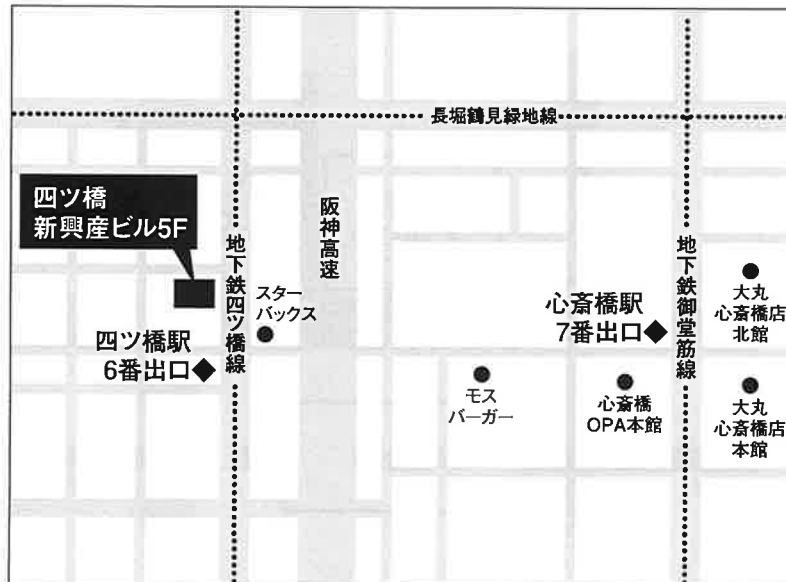 長堀鶴見緑地線
四ツ橋
新興産ビル5F
阪神高速
地下鉄四ツ橋線
スター
バックス
四ツ橋駅
6番出口
心斎橋駅
7番出口
地下鉄御堂筋線
大丸
心斎橋店
北館
モス
バーガー
心斎橋
OPA本館
大丸
心斎橋店
本館